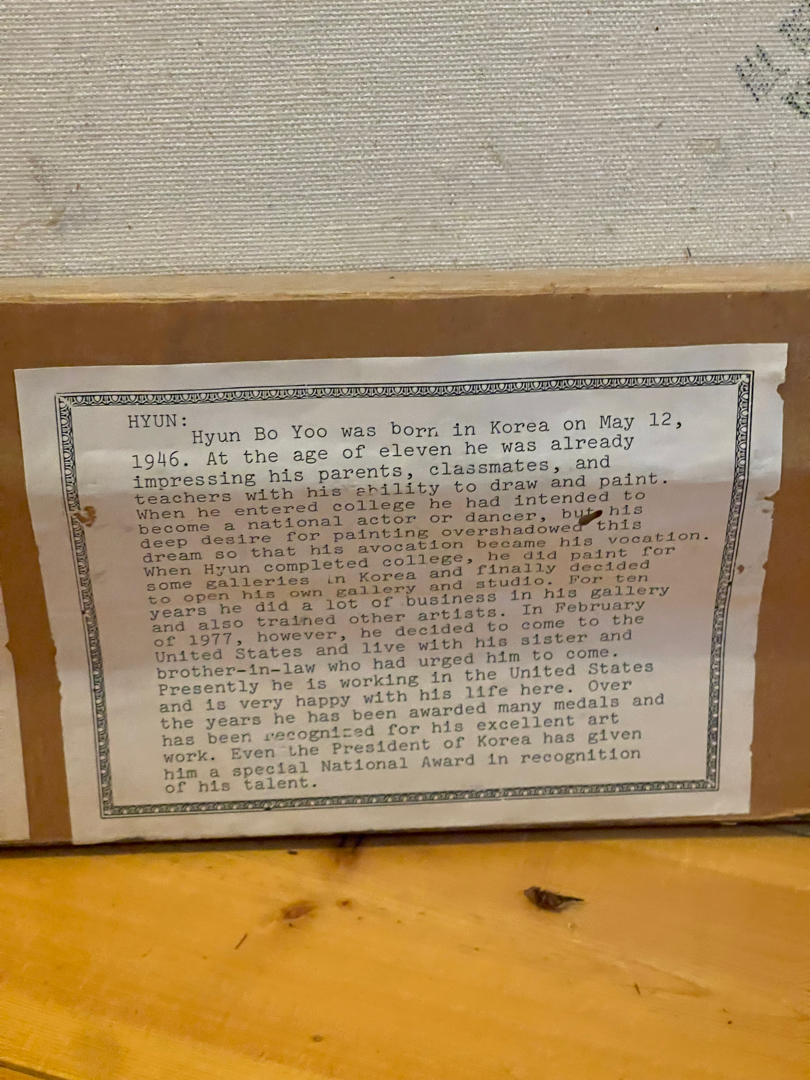 HYUN:
Hyun Bo Yoo was born in Korea on May 12,
1946. At the age of eleven he was already
impressing his parents, classmates, and
teachers with his ability to draw and paint.
When he entered college he had intended to
become a national actor or dancer, but his
deep desire for painting overshadowed this
dream so that his avocation became his vocation.
When Hyun completed college, he did paint for
some galleries in Korea and finally decided
to open his own gallery and studio. For ten
years he did a lot of business in his gallery
and also trained other artists. In February
of 1977, however, he decided to come to the
United States and live with his sister and
brother-in-law who had urged him to come.
Presently he is working in the United States
and is very happy with his life here. Over
the years he has been awarded many medals and
has been recognized for his excellent art
work. Even the President of Korea has given
him a special National Award in recognition
of his talent.